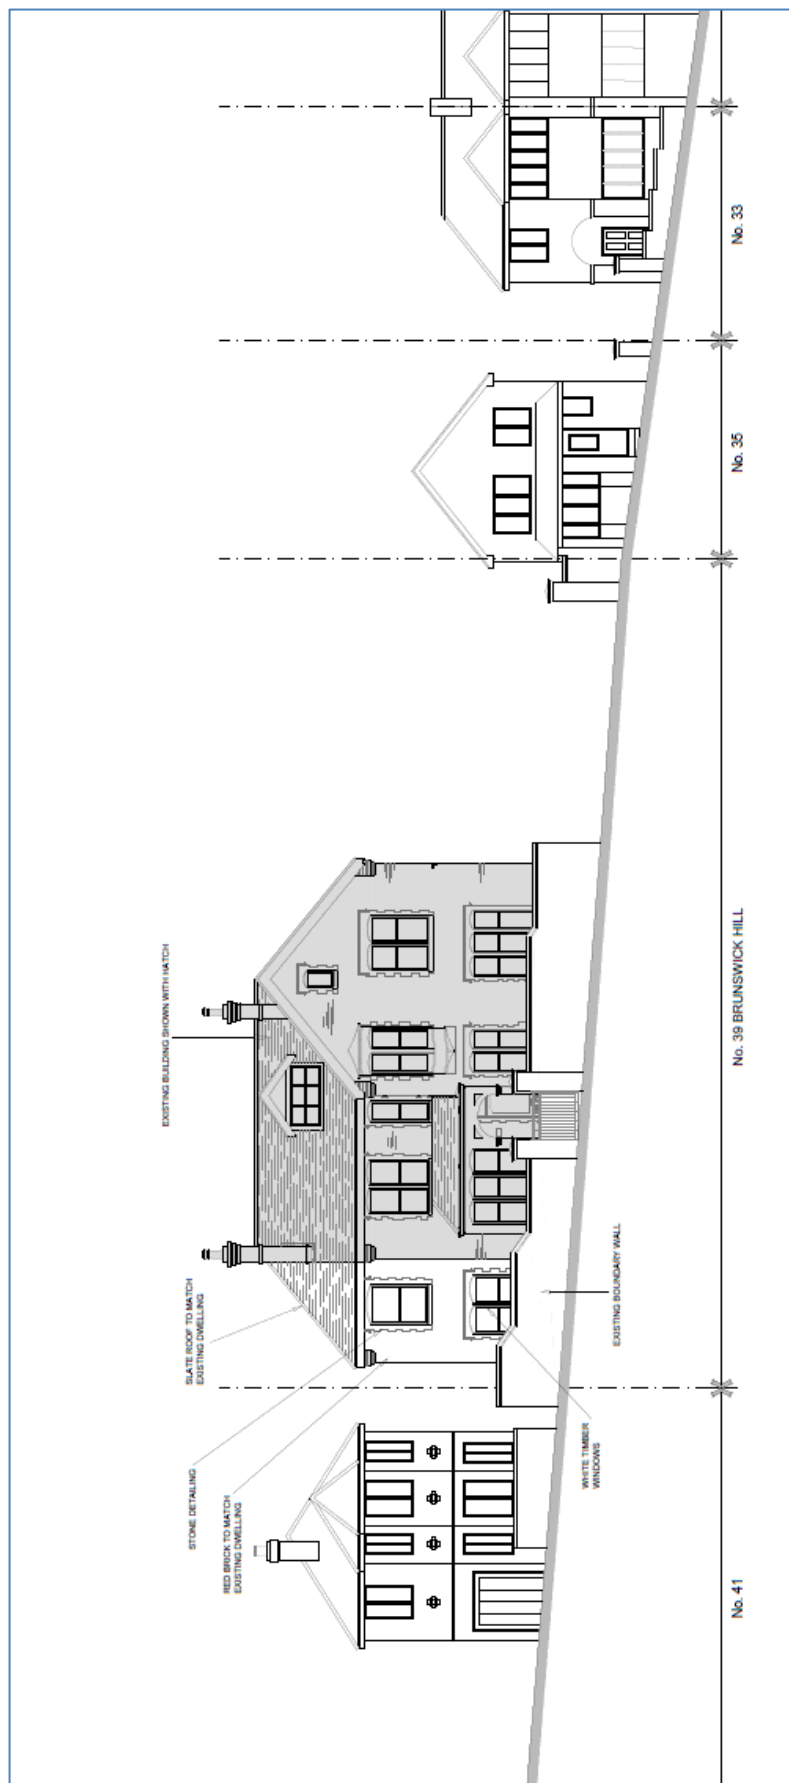 EXISTING BUILDING SHOWN WITH HATCH
SLATE ROOF TO MATCH
EXISTING DWELLING
STONE DETAILING
RED BRICK TO MATCH
EXISTING DWELLING
WHITE TIMBER
WINDOWS
EXISTING BOUNDARY WALL
No. 41
No. 39 BRUNSWICK HILL
No. 35
No. 33